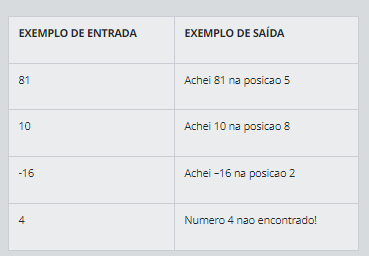 EXEMPLO DE ENTRADA EXEMPLO DE SAÍDA
81 Achei 81 na posicao 5
10 Achei 10 na posicao 8
-16 Achei –16 na posicao 2
4 Numero 4 nao encontrado!